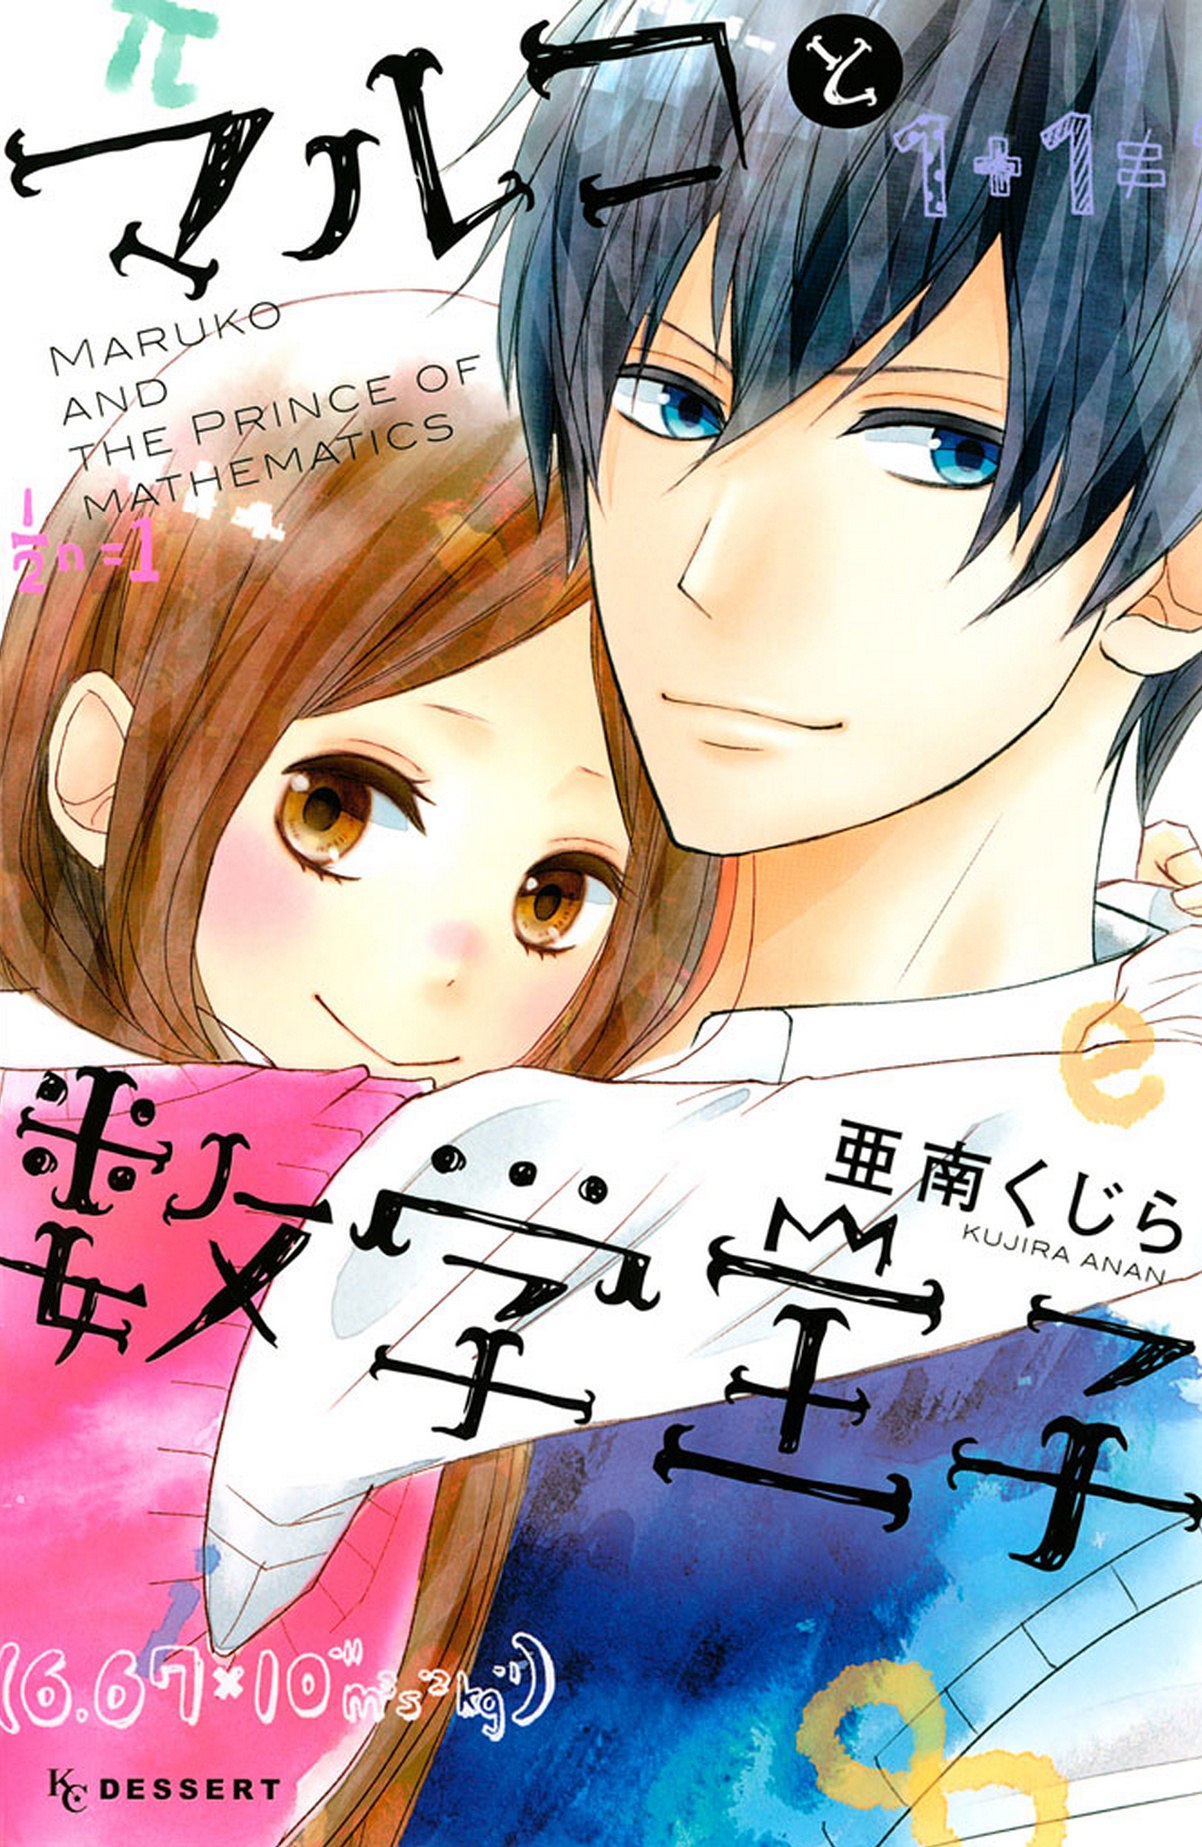 π
マルコと
1+1≠
MARUKO
AND
THE PRINCE OF
MATHEMATICS
1/2 n=1
e
数学王子
亜南くじら
KUJIRA ANAN
i
(6.67×10⁻¹¹m³s⁻²kg⁻¹)
∞
KC DESSERT